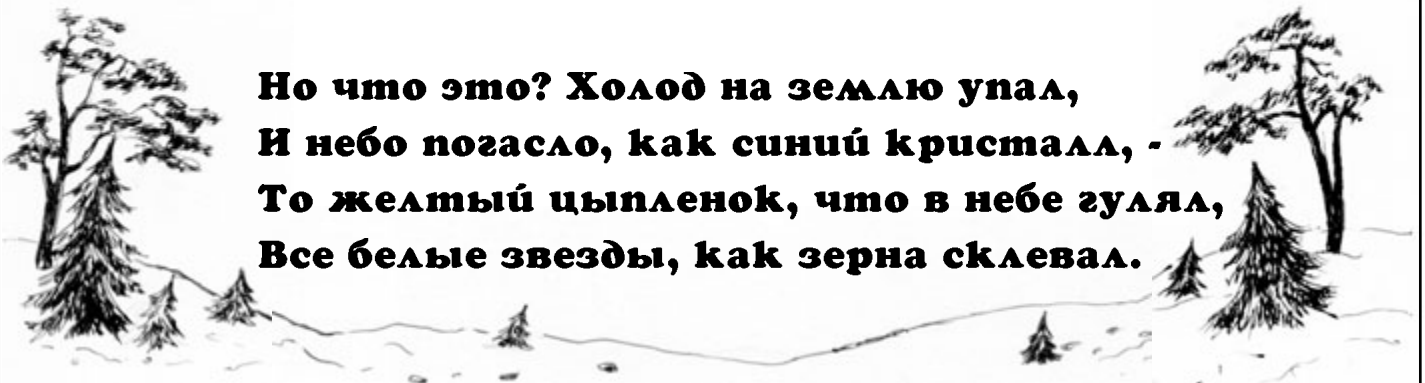 Но что это? Холод на землю упал,
И небо погасло, как синий кристалл, -
То желтый цыпленок, что в небе гулял,
Все белые звезды, как зерна склевал.